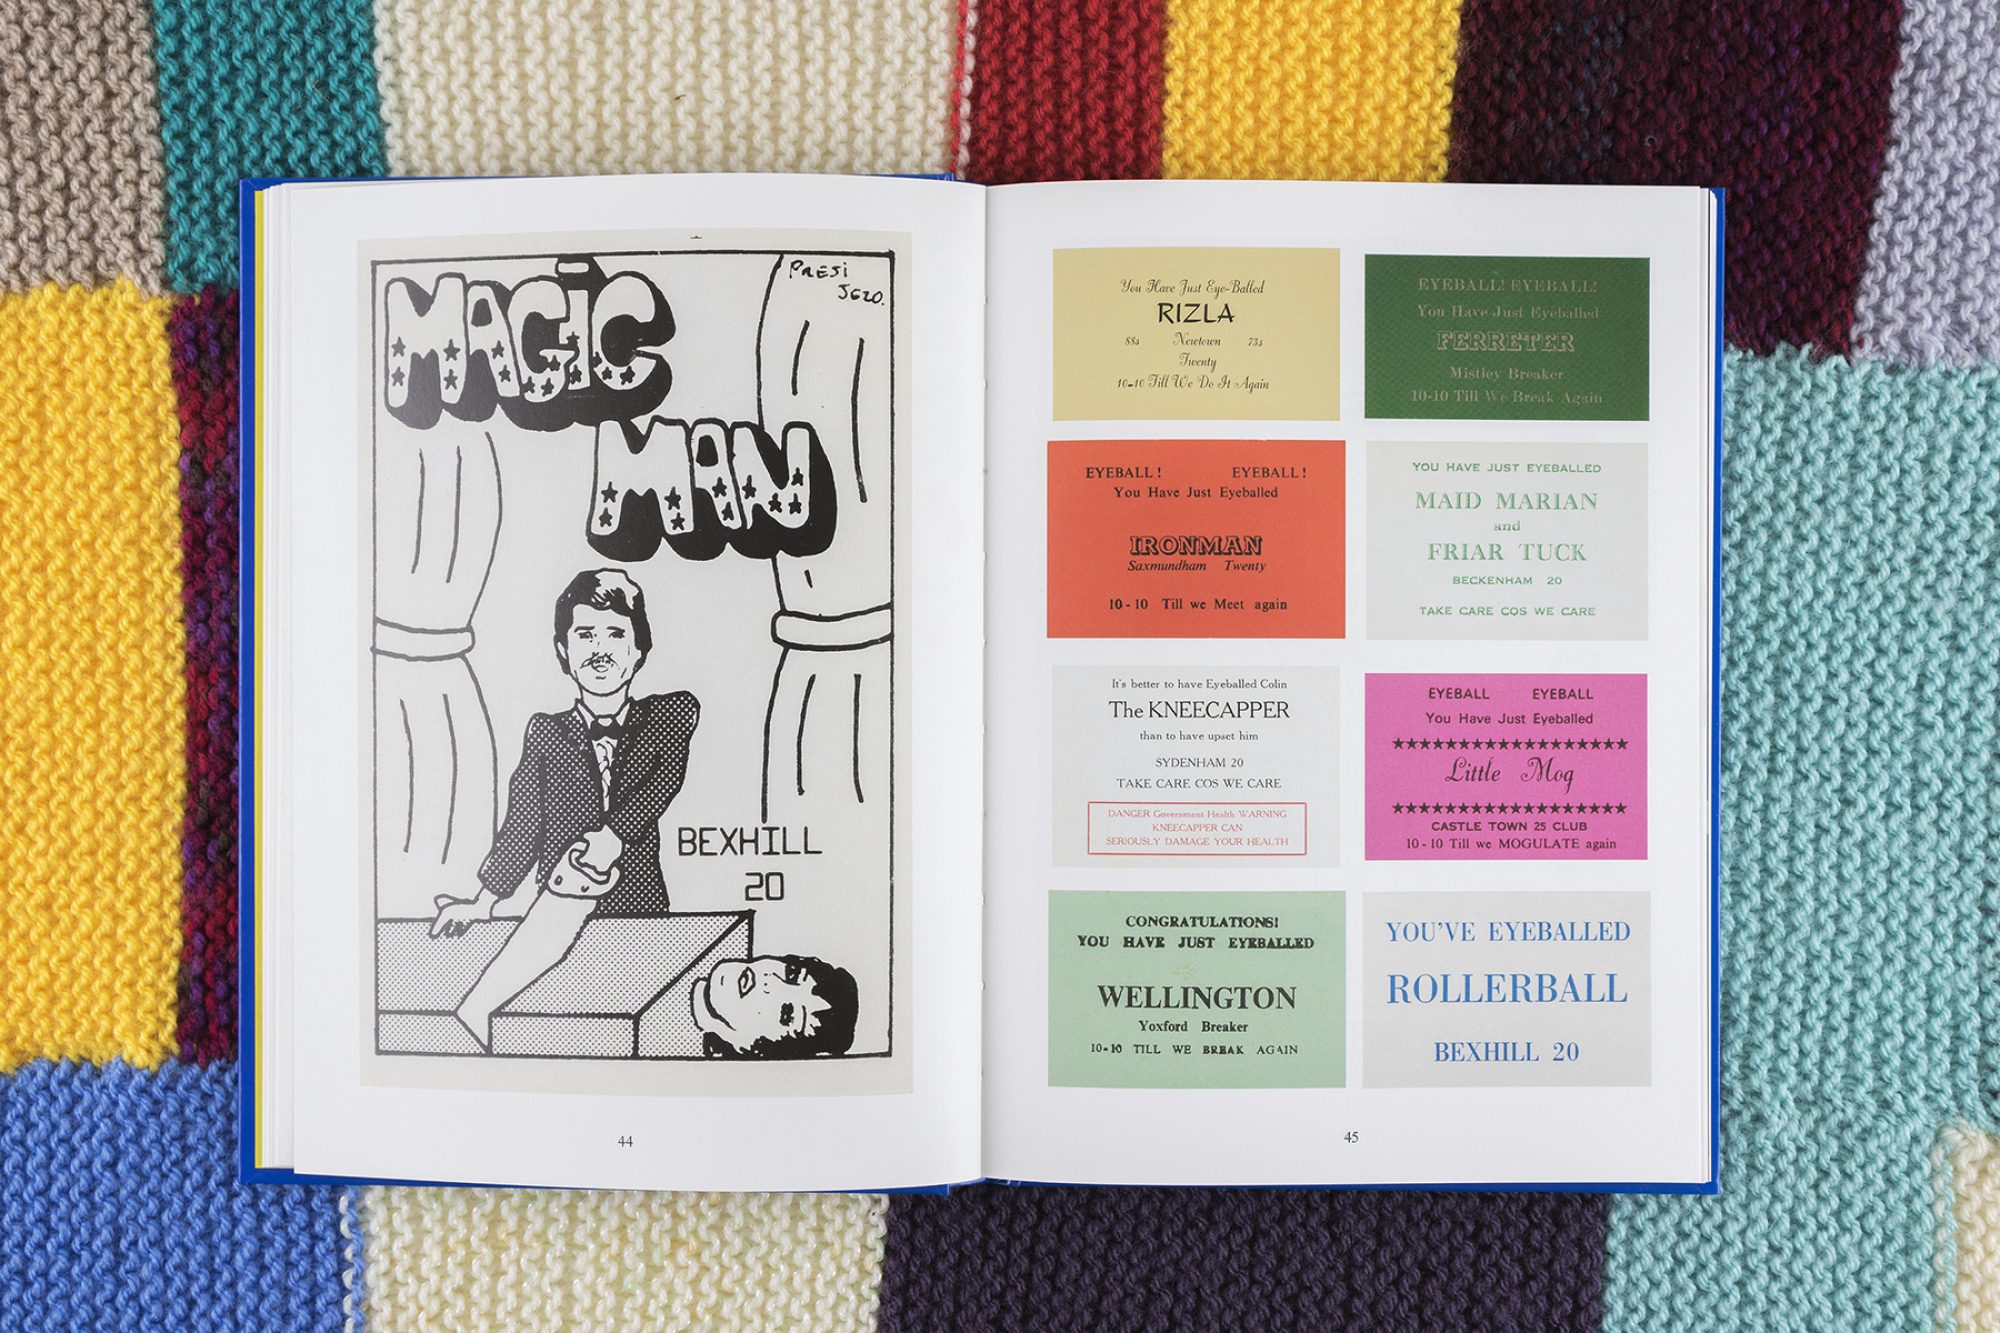 MAGIC
MAN
PRESi
JG20.
BEXHILL
20
44
You Have Just Eye-Balled
RIZLA
88s Newtown 73s
Twenty
10-10 Till We Do It Again
EYEBALL! EYEBALL!
You Have Just Eyeballed
FERRETER
Mistley Breaker
10-10 Till We Break Again
EYEBALL! EYEBALL!
You Have Just Eyeballed
IRONMAN
Saxmundham Twenty
10-10 Till we Meet again
YOU HAVE JUST EYEBALLED
MAID MARIAN
and
FRIAR TUCK
BECKENHAM 20
TAKE CARE COS WE CARE
It's better to have Eyeballed Colin
The KNEECAPPER
than to have upset him
SYDENHAM 20
TAKE CARE COS WE CARE
DANGER Government Health WARNING
KNEECAPPER CAN
SERIOUSLY DAMAGE YOUR HEALTH
EYEBALL EYEBALL
You Have Just Eyeballed
★★★★★★★★★★★★★★★★★★
Little Mog
★★★★★★★★★★★★★★★★★★
CASTLE TOWN 25 CLUB
10-10 Till we MOGULATE again
CONGRATULATIONS!
YOU HAVE JUST EYEBALLED
WELLINGTON
Yoxford Breaker
10-10 TILL WE BREAK AGAIN
YOU'VE EYEBALLED
ROLLERBALL
BEXHILL 20
45